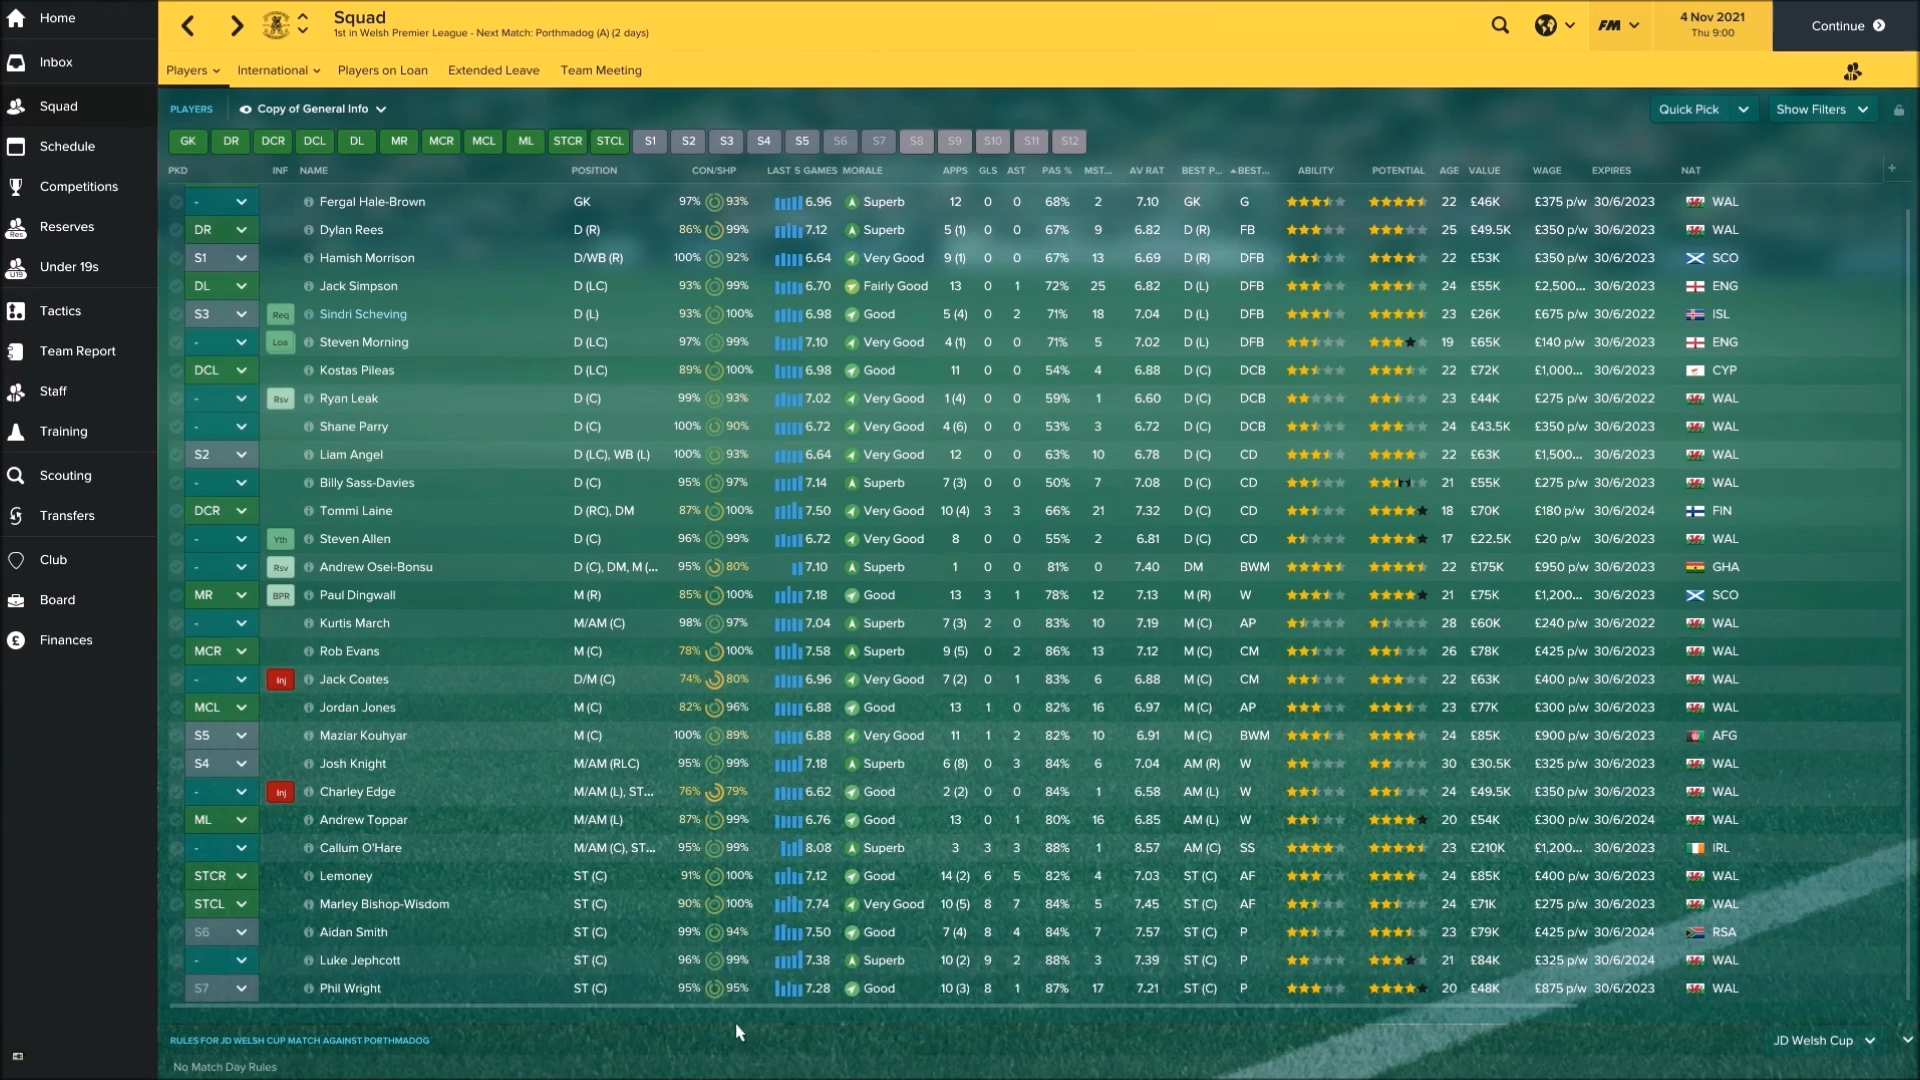 Home
Inbox
Squad
Schedule
Competitions
Reserves
Under 19s
Tactics
Team Report
Staff
Training
Scouting
Transfers
Club
Board
Finances
Squad
1st in Welsh Premier League - Next Match: Porthmadog (A) (2 days)
FM
4 Nov 2021
Thu 9:00
Continue
Players International Players on Loan Extended Leave Team Meeting
PLAYERS Copy of General Info Quick Pick Show Filters
GK DR DCR DCL DL MR MCR MCL ML STCR STCL S1 S2 S3 S4 S5 S6 S7 S8 S9 S10 S11 S12
PKD INF NAME POSITION CON/SHP LAST 5 GAMES MORALE APPS GLS AST PAS % MST... AV RAT BEST P... BEST... ABILITY POTENTIAL AGE VALUE WAGE EXPIRES NAT
- Fergal Hale-Brown GK 97% 93% 6.96 Superb 12 0 0 68% 2 7.10 GK G 22 £46K £375 p/w 30/6/2023 WAL
DR Dylan Rees D (R) 86% 99% 7.12 Superb 5 (1) 0 0 67% 9 6.82 D (R) FB 25 £49.5K £350 p/w 30/6/2023 WAL
S1 Hamish Morrison D/WB (R) 100% 92% 6.64 Very Good 9 (1) 0 0 67% 13 6.69 D (R) DFB 22 £53K £350 p/w 30/6/2023 SCO
DL Jack Simpson D (LC) 93% 99% 6.70 Fairly Good 13 0 1 72% 25 6.82 D (L) DFB 24 £55K £2,500... 30/6/2023 ENG
S3 Req Sindri Scheving D (L) 93% 100% 6.98 Good 5 (4) 0 2 71% 18 7.04 D (L) DFB 23 £26K £675 p/w 30/6/2022 ISL
- Loa Steven Morning D (LC) 97% 99% 7.10 Very Good 4 (1) 0 0 71% 5 7.02 D (L) DFB 19 £65K £140 p/w 30/6/2023 ENG
DCL Kostas Pileas D (LC) 89% 100% 6.98 Good 11 0 0 54% 4 6.88 D (C) DCB 22 £72K £1,000... 30/6/2023 CYP
- Rsv Ryan Leak D (C) 99% 93% 7.02 Very Good 1 (4) 0 0 59% 1 6.60 D (C) DCB 23 £44K £275 p/w 30/6/2022 WAL
- Shane Parry D (C) 100% 90% 6.72 Very Good 4 (6) 0 0 53% 3 6.72 D (C) DCB 24 £43.5K £350 p/w 30/6/2023 WAL
S2 Liam Angel D (LC), WB (L) 100% 93% 6.64 Very Good 12 0 0 63% 10 6.78 D (C) CD 22 £63K £1,500... 30/6/2023 WAL
- Billy Sass-Davies D (C) 95% 97% 7.14 Superb 7 (3) 0 0 50% 7 7.08 D (C) CD 21 £55K £275 p/w 30/6/2023 WAL
DCR Tommi Laine D (RC), DM 87% 100% 7.50 Very Good 10 (4) 3 3 66% 21 7.32 D (C) CD 18 £70K £180 p/w 30/6/2024 FIN
- Yth Steven Allen D (C) 96% 99% 6.72 Very Good 8 0 0 55% 2 6.81 D (C) CD 17 £22.5K £20 p/w 30/6/2023 WAL
- Rsv Andrew Osei-Bonsu D (C), DM, M (... 95% 80% 7.10 Superb 1 0 0 81% 0 7.40 DM BWM 22 £175K £950 p/w 30/6/2023 GHA
MR BPR Paul Dingwall M (R) 85% 100% 7.18 Good 13 3 1 78% 12 7.13 M (R) W 21 £75K £1,200... 30/6/2023 SCO
- Kurtis March M/AM (C) 98% 97% 7.04 Superb 7 (3) 2 0 83% 10 7.19 M (C) AP 28 £60K £240 p/w 30/6/2022 WAL
MCR Rob Evans M (C) 78% 100% 7.58 Superb 9 (5) 0 2 86% 13 7.12 M (C) CM 26 £78K £425 p/w 30/6/2023 WAL
- Inj Jack Coates D/M (C) 74% 80% 6.96 Very Good 7 (2) 0 1 83% 6 6.88 M (C) CM 22 £63K £400 p/w 30/6/2023 WAL
MCL Jordan Jones M (C) 82% 96% 6.88 Good 13 1 0 82% 16 6.97 M (C) AP 23 £77K £300 p/w 30/6/2023 WAL
S5 Maziar Kouhyar M (C) 100% 89% 6.88 Very Good 11 1 2 82% 10 6.91 M (C) BWM 24 £85K £900 p/w 30/6/2023 AFG
S4 Josh Knight M/AM (RLC) 95% 99% 7.18 Superb 6 (8) 0 3 84% 6 7.04 AM (R) W 30 £30.5K £325 p/w 30/6/2023 WAL
- Inj Charley Edge M/AM (L), ST... 76% 79% 6.62 Good 2 (2) 0 0 84% 1 6.58 AM (L) W 24 £49.5K £350 p/w 30/6/2023 WAL
ML Andrew Toppar M/AM (L) 87% 99% 6.76 Good 13 0 1 80% 16 6.85 AM (L) W 20 £54K £300 p/w 30/6/2024 WAL
- Callum O'Hare M/AM (C), ST... 95% 99% 8.08 Superb 3 3 3 88% 1 8.57 AM (C) SS 23 £210K £1,200... 30/6/2023 IRL
STCR Lemoney ST (C) 91% 100% 7.12 Good 14 (2) 6 5 82% 4 7.03 ST (C) AF 24 £85K £400 p/w 30/6/2023 WAL
STCL Marley Bishop-Wisdom ST (C) 90% 100% 7.74 Very Good 10 (5) 8 7 84% 5 7.45 ST (C) AF 24 £71K £275 p/w 30/6/2023 WAL
S6 Aidan Smith ST (C) 99% 94% 7.50 Good 7 (4) 8 4 84% 7 7.57 ST (C) P 23 £79K £425 p/w 30/6/2024 RSA
- Luke Jephcott ST (C) 96% 99% 7.38 Superb 10 (2) 9 2 88% 3 7.39 ST (C) P 21 £84K £325 p/w 30/6/2024 WAL
S7 Phil Wright ST (C) 95% 95% 7.28 Good 10 (3) 8 1 87% 17 7.21 ST (C) P 20 £48K £875 p/w 30/6/2023 WAL
RULES FOR JD WELSH CUP MATCH AGAINST PORTHMADOG JD Welsh Cup
No Match Day Rules